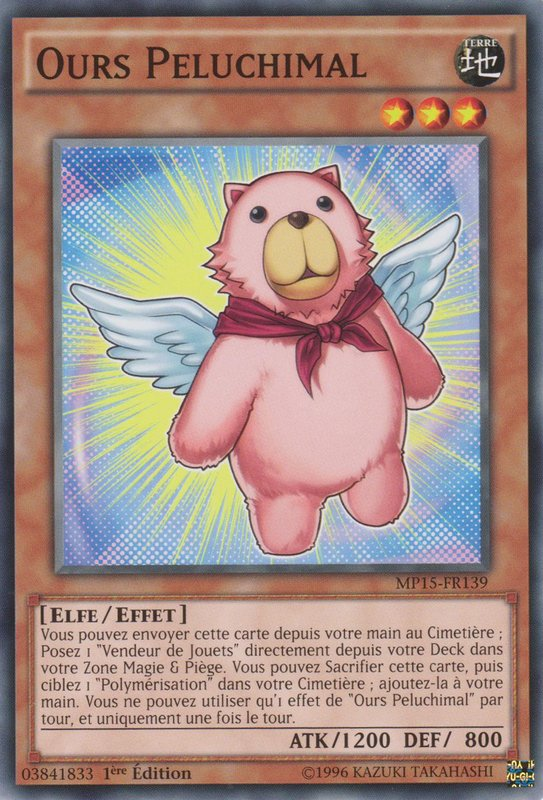 OURS PELUCHIMAL
TERRE
地
MP15-FR139
[ELFE/EFFET]
Vous pouvez envoyer cette carte depuis votre main au Cimetière ;
Posez 1 "Vendeur de Jouets" directement depuis votre Deck dans
votre Zone Magie & Piège. Vous pouvez Sacrifier cette carte, puis
ciblez 1 "Polymérisation" dans votre Cimetière ; ajoutez-la à votre
main. Vous ne pouvez utiliser qu'1 effet de "Ours Peluchimal" par
tour, et uniquement une fois le tour.
ATK/1200 DEF/ 800
03841833 1ère Édition ©1996 KAZUKI TAKAHASHI